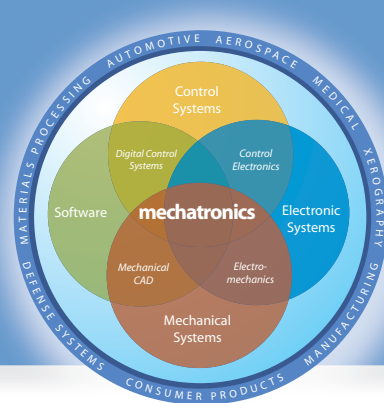 MATERIALS PROCESSING AUTOMOTIVE AEROSPACE MEDICAL XEROGRAPHY
Control
Systems
Digital Control
Systems
Control
Electronics
Software
mechatronics
Electronic
Systems
Mechanical
CAD
Electro-
mechanics
Mechanical
Systems
DEFENSE SYSTEMS CONSUMER PRODUCTS MANUFACTURING